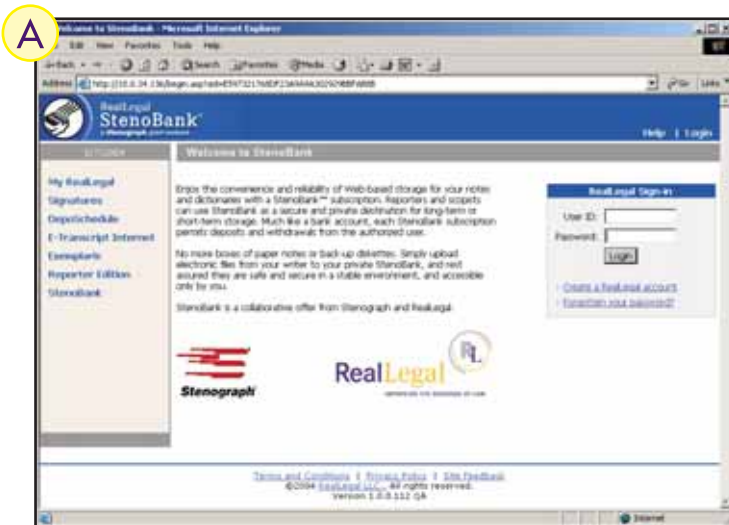 A
Welcome to StenoBank - Microsoft Internet Explorer
Edit View Favorites Tools Help
Back Search Favorites Media
Address Go Links
RealLegal
StenoBank
Help | Login
Welcome to StenoBank
My RealLegal
Signatures
DepoSchedule
E-Transcript Internet
Exemplaris
Reporter Edition
StenoBank
Enjoy the convenience and reliability of Web-based storage for your notes
and dictionaries with a StenoBank™ subscription. Reporters and scopists
can use StenoBank as a secure and private destination for long-term or
short-term storage. Much like a bank account, each StenoBank subscription
permits deposits and withdrawals from the authorized user.
No more boxes of paper notes or back-up diskettes. Simply upload
electronic files from your writer to your private StenoBank, and rest
assured they are safe and secure in a stable environment, and accessible
only by you.
StenoBank is a collaborative offer from Stenograph and RealLegal.
RealLegal Sign-in
User ID:
Password:
Login
Create a RealLegal account
Forgotten your password?
Stenograph
RealLegal
RL
Terms and Conditions | Privacy Policy | Site Feedback
©2004 RealLegal LLC. All rights reserved.
Version 1.0.0.112 QA
Internet